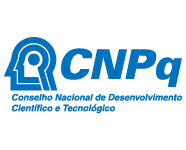 CNPq
Conselho Nacional de Desenvolvimento
Científico e Tecnológico